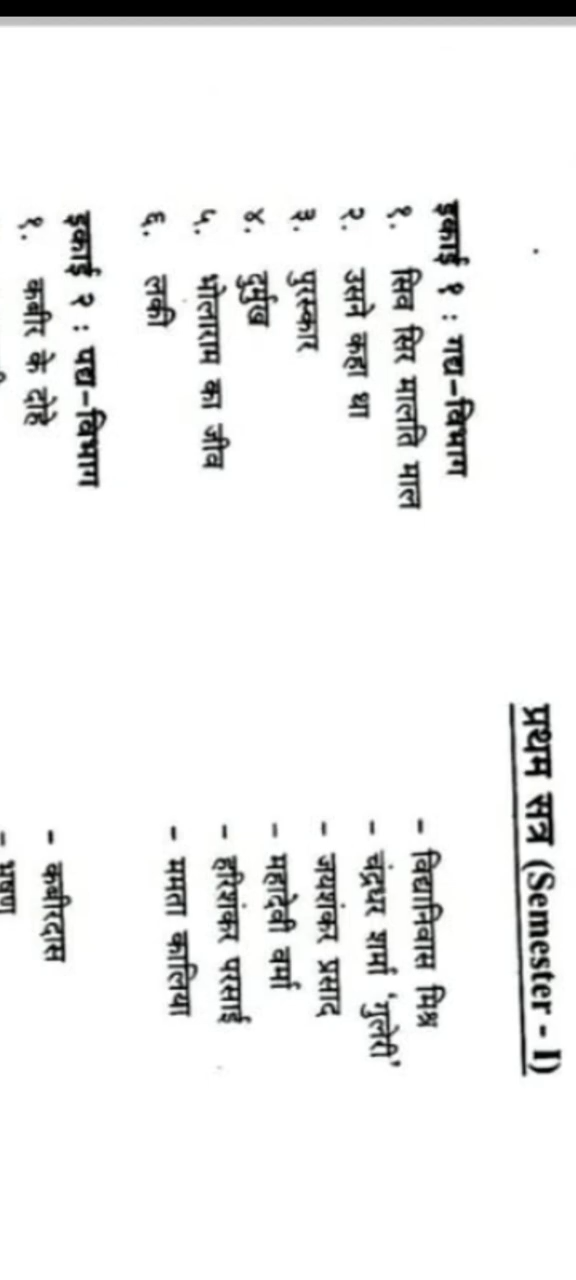 प्रथम सत्र (Semester - I)
इकाई १ : गद्य-विभाग
१. सिव सिर मालति माल - विद्यानिवास मिश्र
२. उसने कहा था - चंद्रधर शर्मा 'गुलेरी'
३. पुरस्कार - जयशंकर प्रसाद
४. दुर्मुख - महादेवी वर्मा
५. भोलाराम का जीव - हरिशंकर परसाई
६. लकी - ममता कालिया
इकाई २ : पद्य-विभाग
१. कबीर के दोहे - कबीरदास